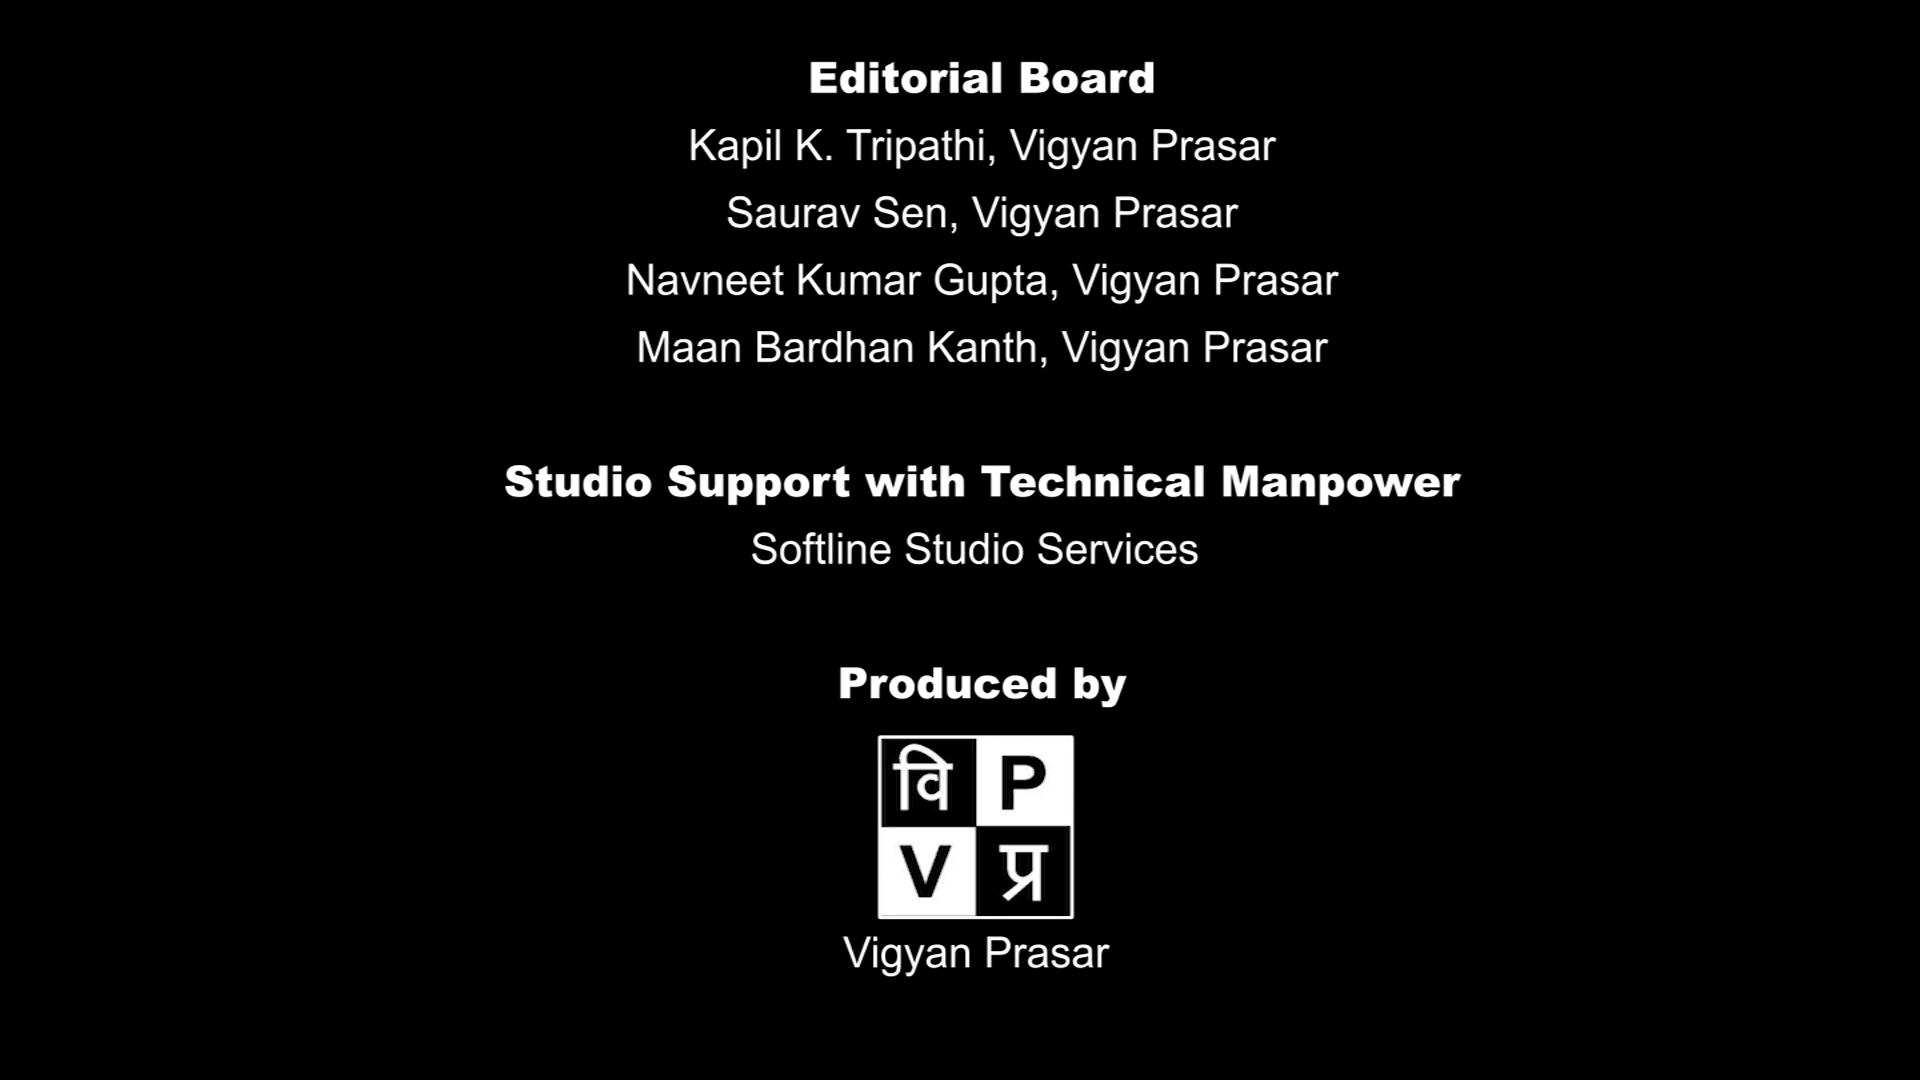 Editorial Board
Kapil K. Tripathi, Vigyan Prasar
Saurav Sen, Vigyan Prasar
Navneet Kumar Gupta, Vigyan Prasar
Maan Bardhan Kanth, Vigyan Prasar
Studio Support with Technical Manpower
Softline Studio Services
Produced by
वि P
V प्र
Vigyan Prasar